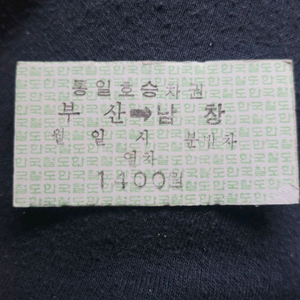 통일호승차권
부 산➡남 창
월 일 시 분발차
열차
1400원